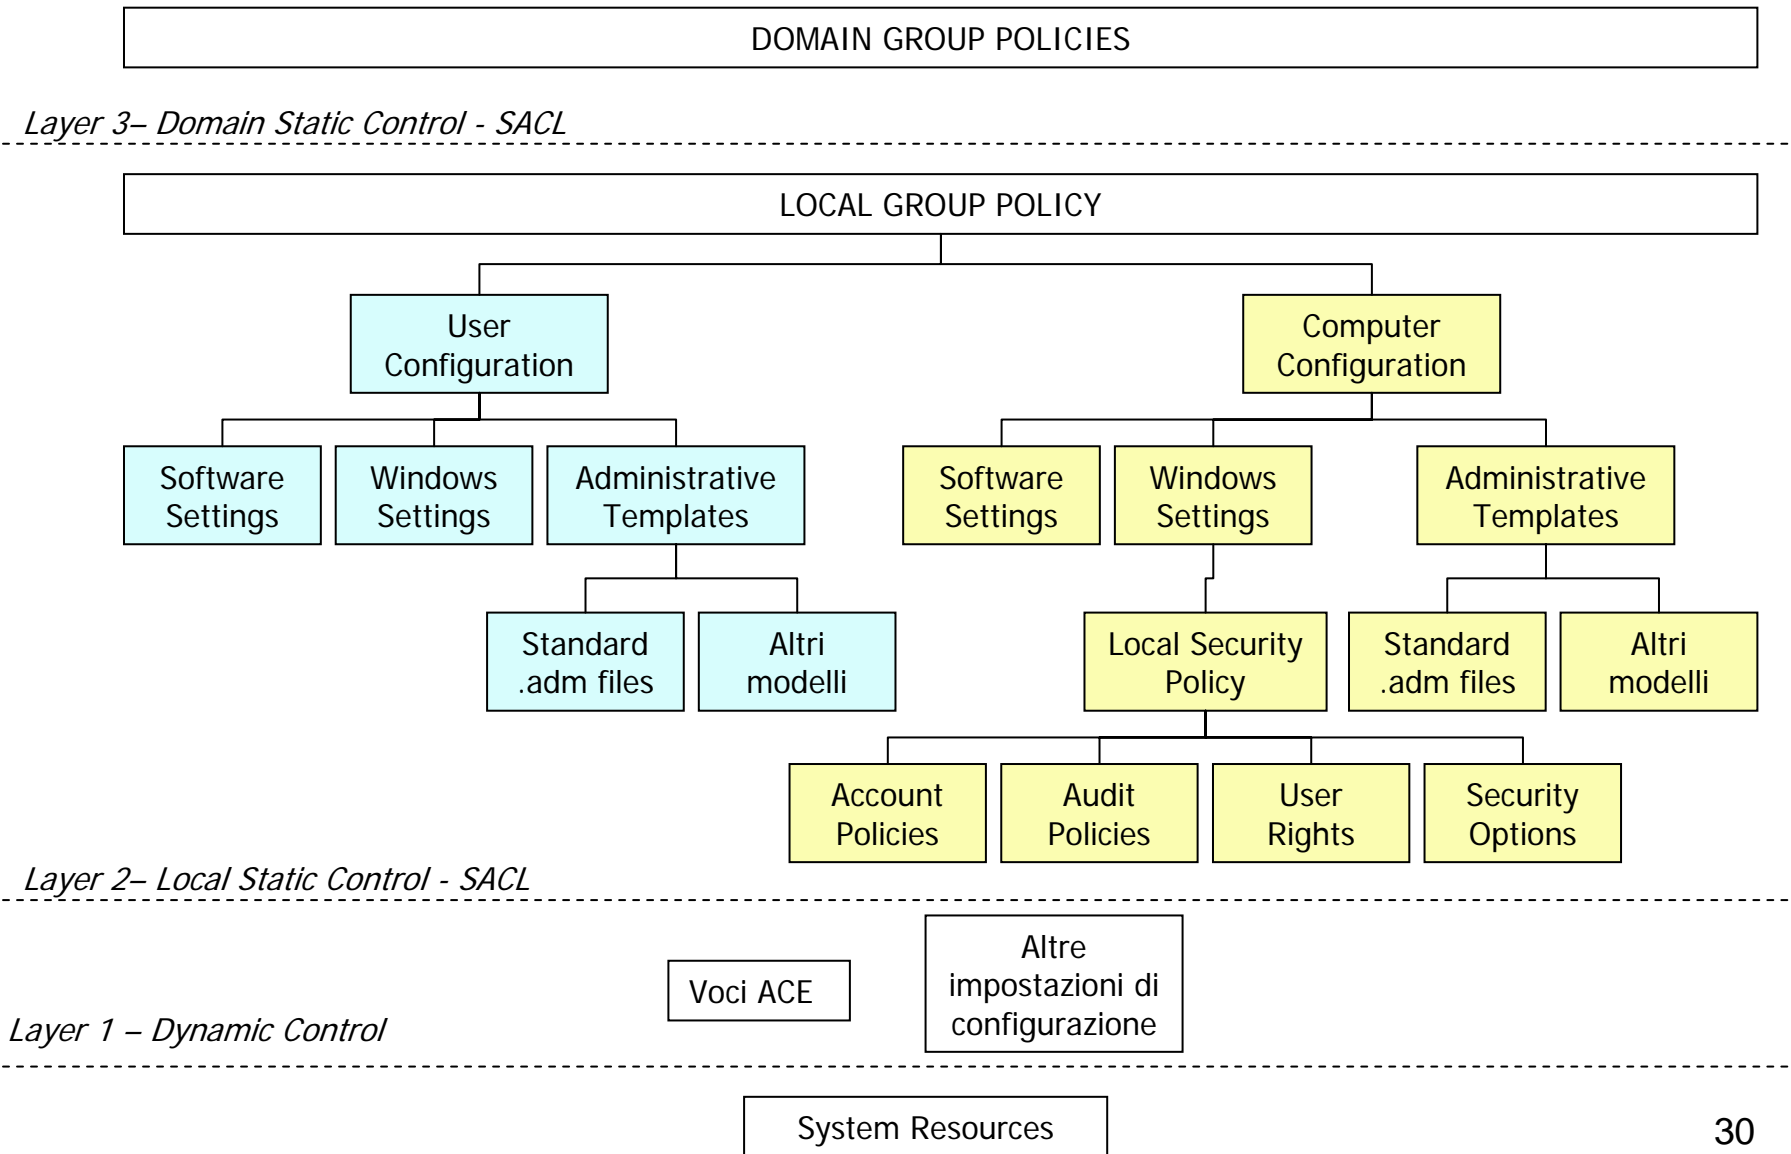 DOMAIN GROUP POLICIES
Layer 3– Domain Static Control - SACL
LOCAL GROUP POLICY
User
Configuration
Computer
Configuration
Software
Settings
Windows
Settings
Administrative
Templates
Software
Settings
Windows
Settings
Administrative
Templates
Standard
.adm files
Altri
modelli
Local Security
Policy
Standard
.adm files
Altri
modelli
Account
Policies
Audit
Policies
User
Rights
Security
Options
Layer 2– Local Static Control - SACL
Voci ACE
Altre
impostazioni di
configurazione
Layer 1 – Dynamic Control
System Resources
30